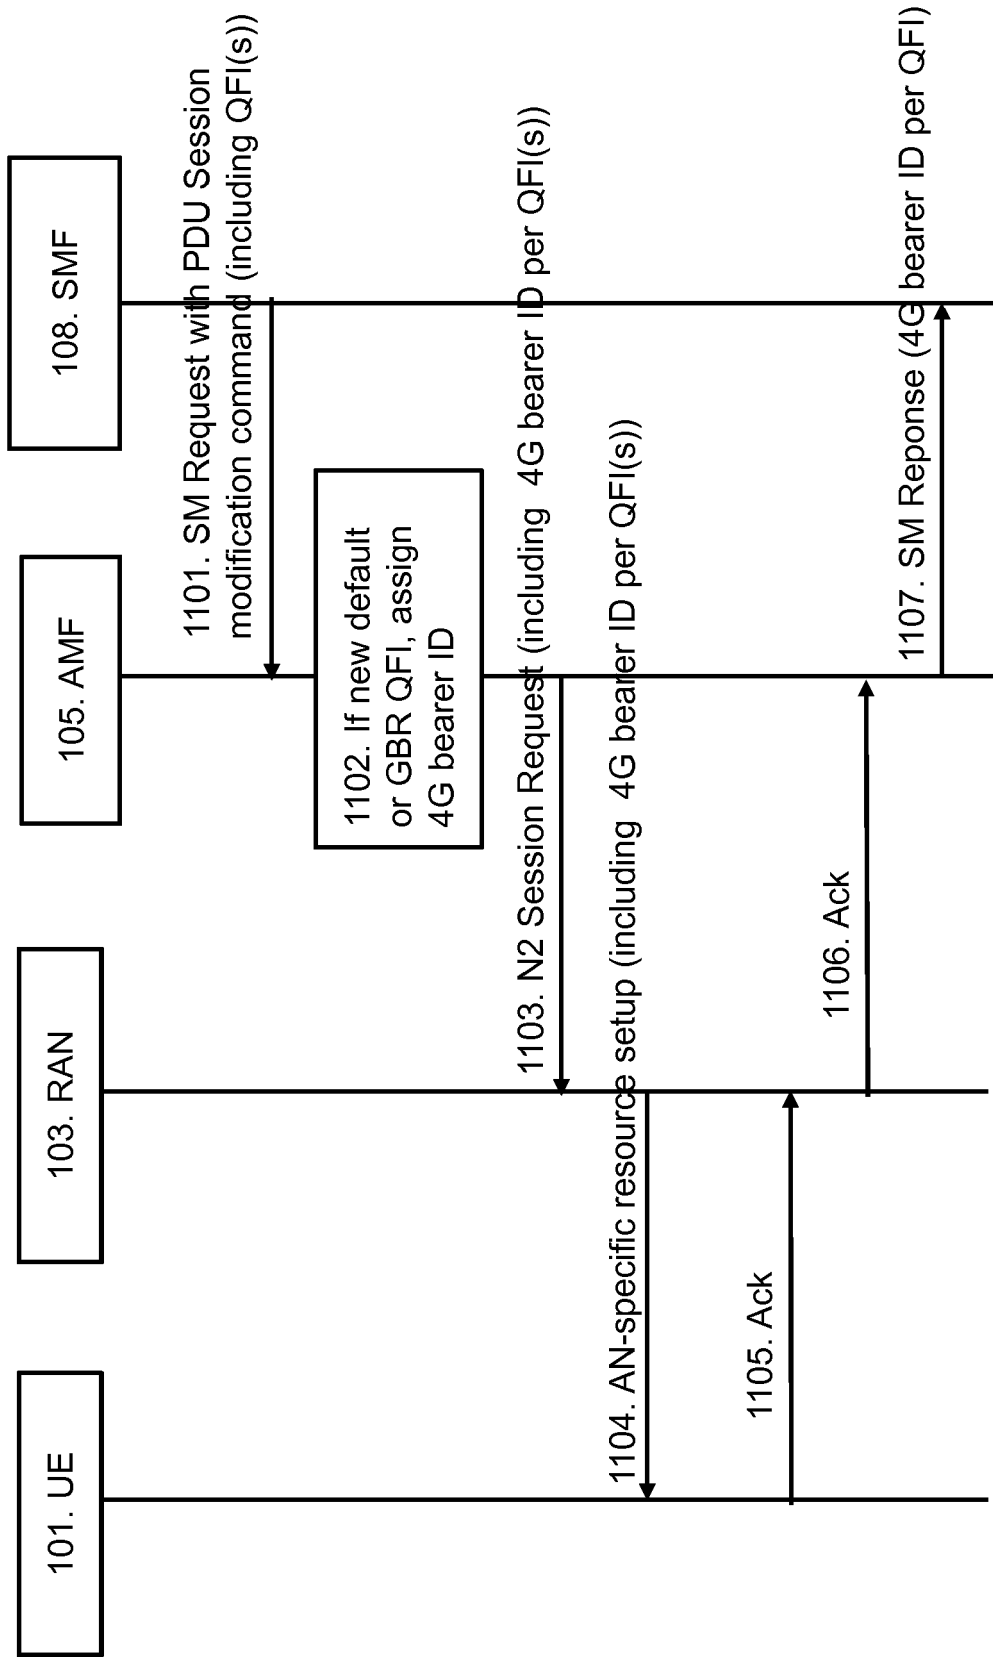 101. UE
103. RAN
105. AMF
108. SMF
1101. SM Request with PDU Session
modification command (including QFI(s))
1102. If new default
or GBR QFI, assign
4G bearer ID
1103. N2 Session Request (including 4G bearer ID per QFI(s))
1104. AN-specific resource setup (including 4G bearer ID per QFI(s))
1105. Ack
1106. Ack
1107. SM Reponse (4G bearer ID per QFI)